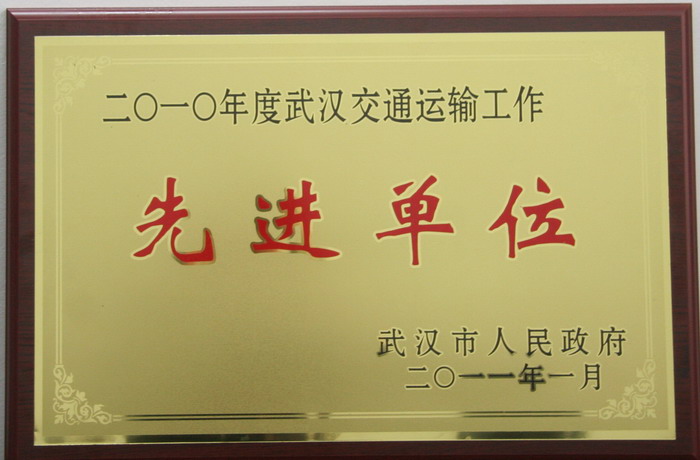 二〇一〇年度武汉交通运输工作
先进单位
武汉市人民政府
二〇一一年一月